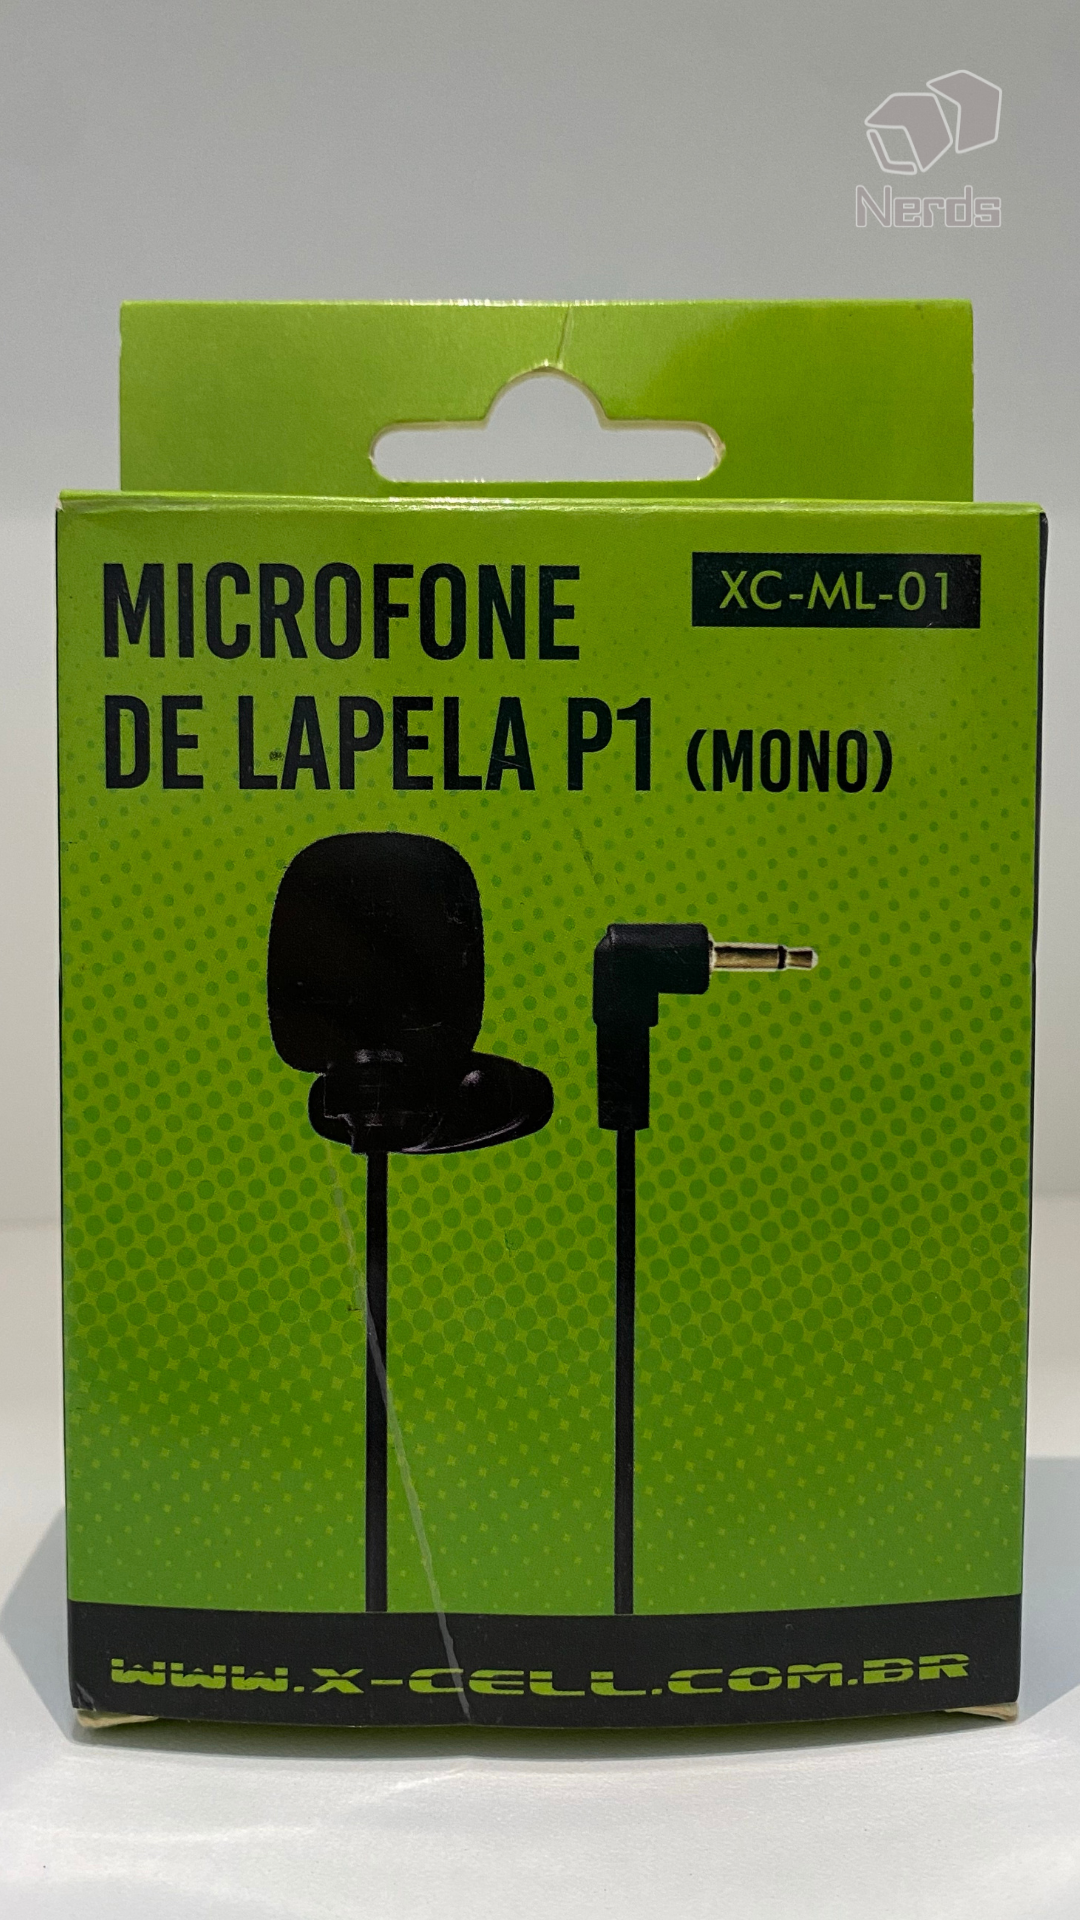 Nerds
MICROFONE
XC-ML-01
DE LAPELA P1 (MONO)
WWW.X-CELL.COM.BR